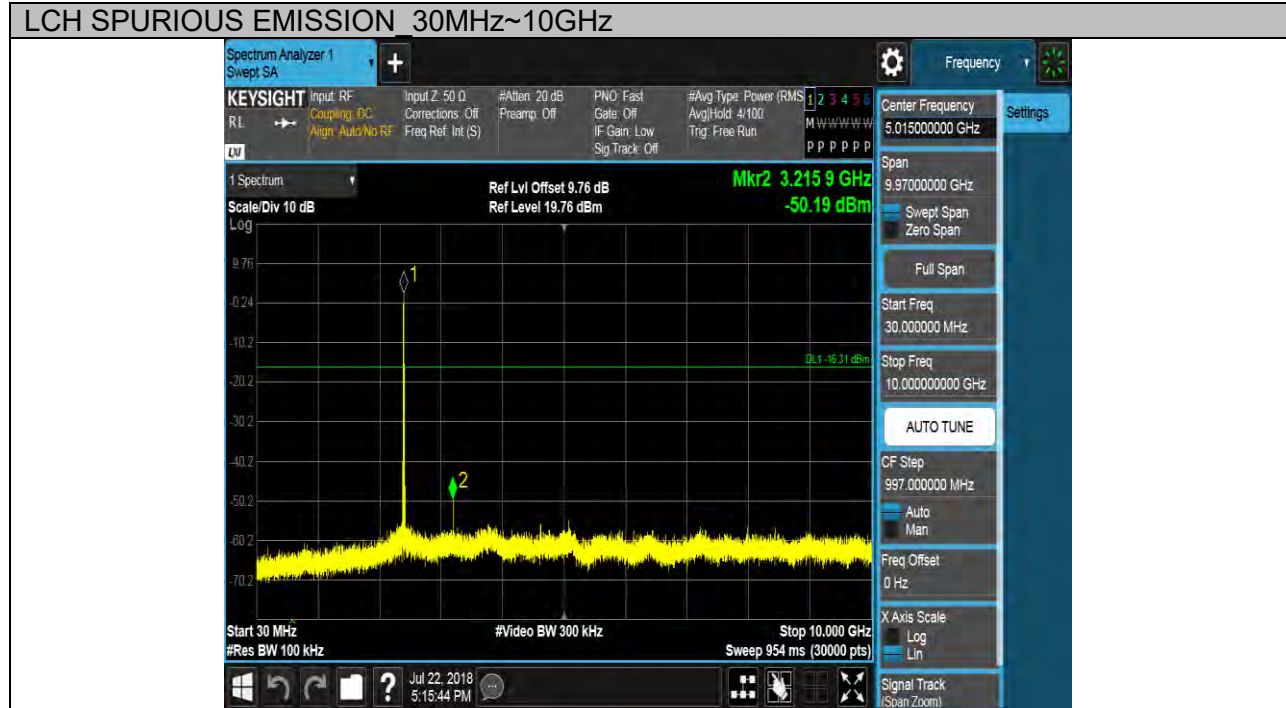 LCH SPURIOUS EMISSION_30MHz~10GHz
Spectrum Analyzer 1
Swept SA
+
Frequency
KEYSIGHT
RL
LXI
Input: RF
Coupling: DC
Align: Auto/No RF
Input Z: 50 Ω
Corrections: Off
Freq Ref: Int (S)
#Atten: 20 dB
Preamp: Off
PNO: Fast
Gate: Off
IF Gain: Low
Sig Track: Off
#Avg Type: Power (RMS
Avg|Hold: 4/100
Trig: Free Run
1 2 3 4 5 6
M W W W W W
P P P P P P
Center Frequency
5.015000000 GHz
Settings
1 Spectrum
Ref Lvl Offset 9.76 dB
Mkr2 3.215 9 GHz
Scale/Div 10 dB
Ref Level 19.76 dBm
-50.19 dBm
Log
9.76
-0.24
-10.2
-20.2
-30.2
-40.2
-50.2
-60.2
-70.2
1
2
DL1 -16.31 dBm
Span
9.97000000 GHz
Swept Span
Zero Span
Full Span
Start Freq
30.000000 MHz
Stop Freq
10.000000000 GHz
AUTO TUNE
CF Step
997.000000 MHz
Auto
Man
Freq Offset
0 Hz
X Axis Scale
Log
Lin
Signal Track
(Span Zoom)
Start 30 MHz
#Video BW 300 kHz
Stop 10.000 GHz
#Res BW 100 kHz
Sweep 954 ms (30000 pts)
?
Jul 22, 2018
5:15:44 PM